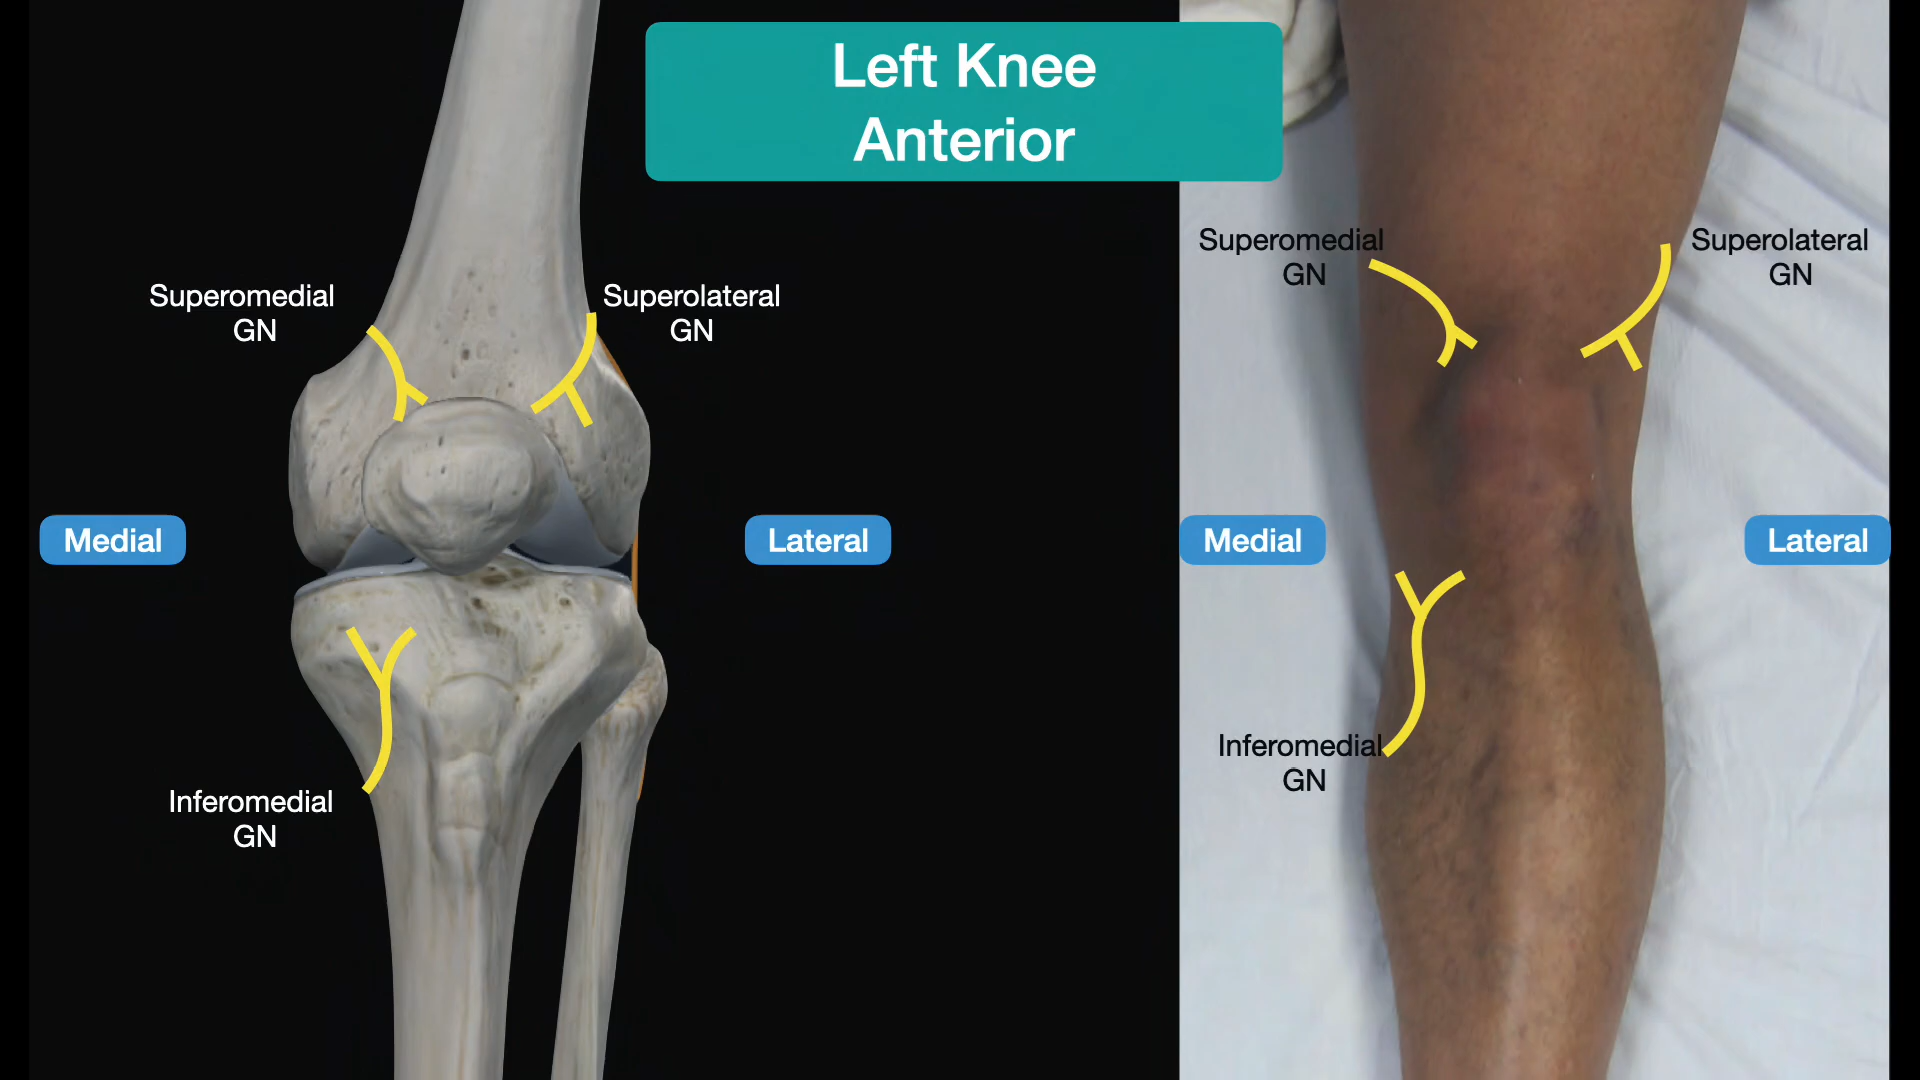 Left Knee
Anterior
Superomedial
GN
Superolateral
GN
Medial
Lateral
Inferomedial
GN
Superomedial
GN
Superolateral
GN
Medial
Lateral
Inferomedial
GN